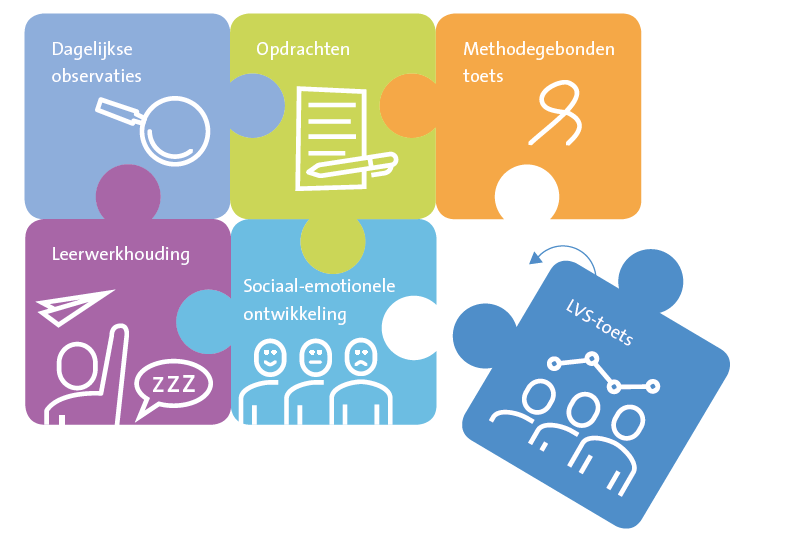 Dagelijkse
observaties
Opdrachten
Methodegebonden
toets
Leerwerkhouding
zzz
Sociaal-emotionele
ontwikkeling
LVS-toets